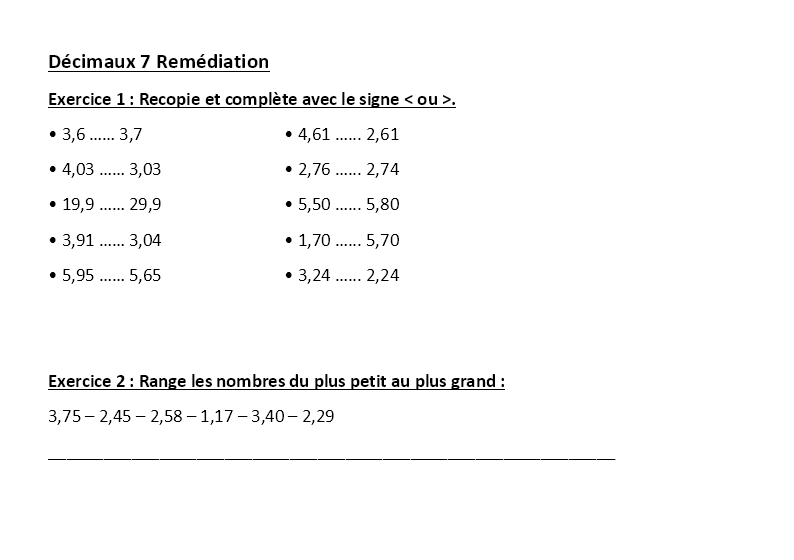 Décimaux 7 Remédiation
Exercice 1 : Recopie et complète avec le signe < ou >.
• 3,6 …… 3,7 • 4,61 …... 2,61
• 4,03 …… 3,03 • 2,76 …... 2,74
• 19,9 …… 29,9 • 5,50 …... 5,80
• 3,91 …… 3,04 • 1,70 …... 5,70
• 5,95 …… 5,65 • 3,24 …... 2,24
Exercice 2 : Range les nombres du plus petit au plus grand :
3,75 – 2,45 – 2,58 – 1,17 – 3,40 – 2,29